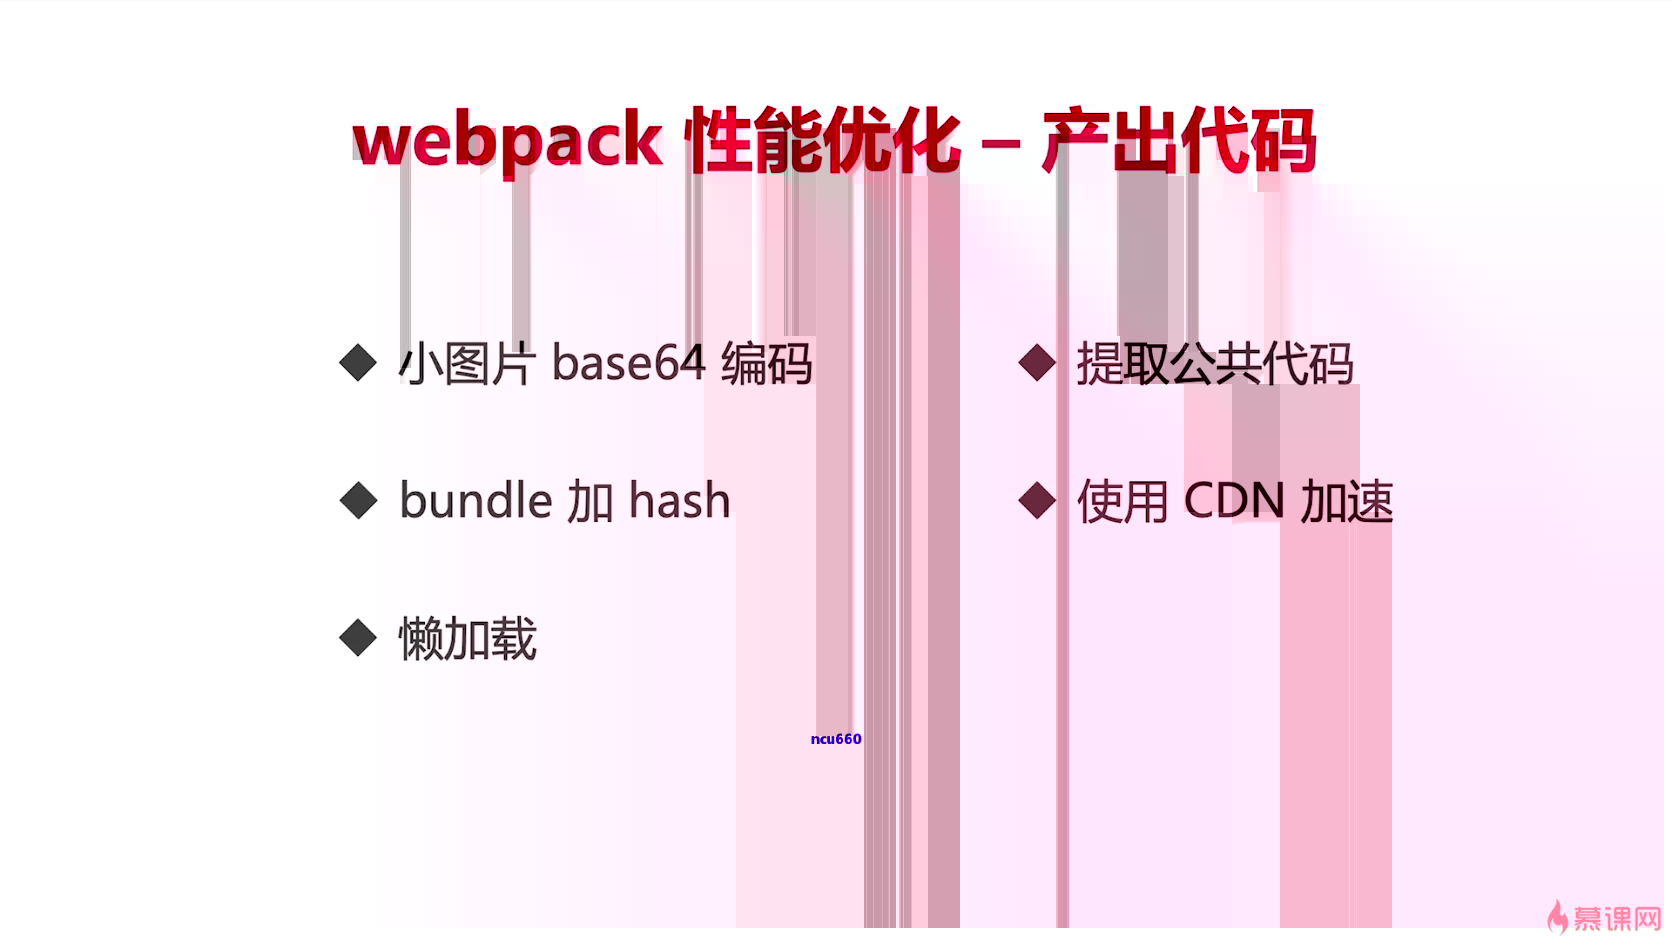 webpack 性能优化 – 产出代码
◆ 小图片 base64 编码
◆ bundle 加 hash
◆ 懒加载
◆ 提取公共代码
◆ 使用 CDN 加速
ncu660
慕课网